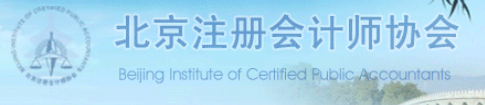 北京注册会计师协会
Beijing Institute of Certified Public Accountants